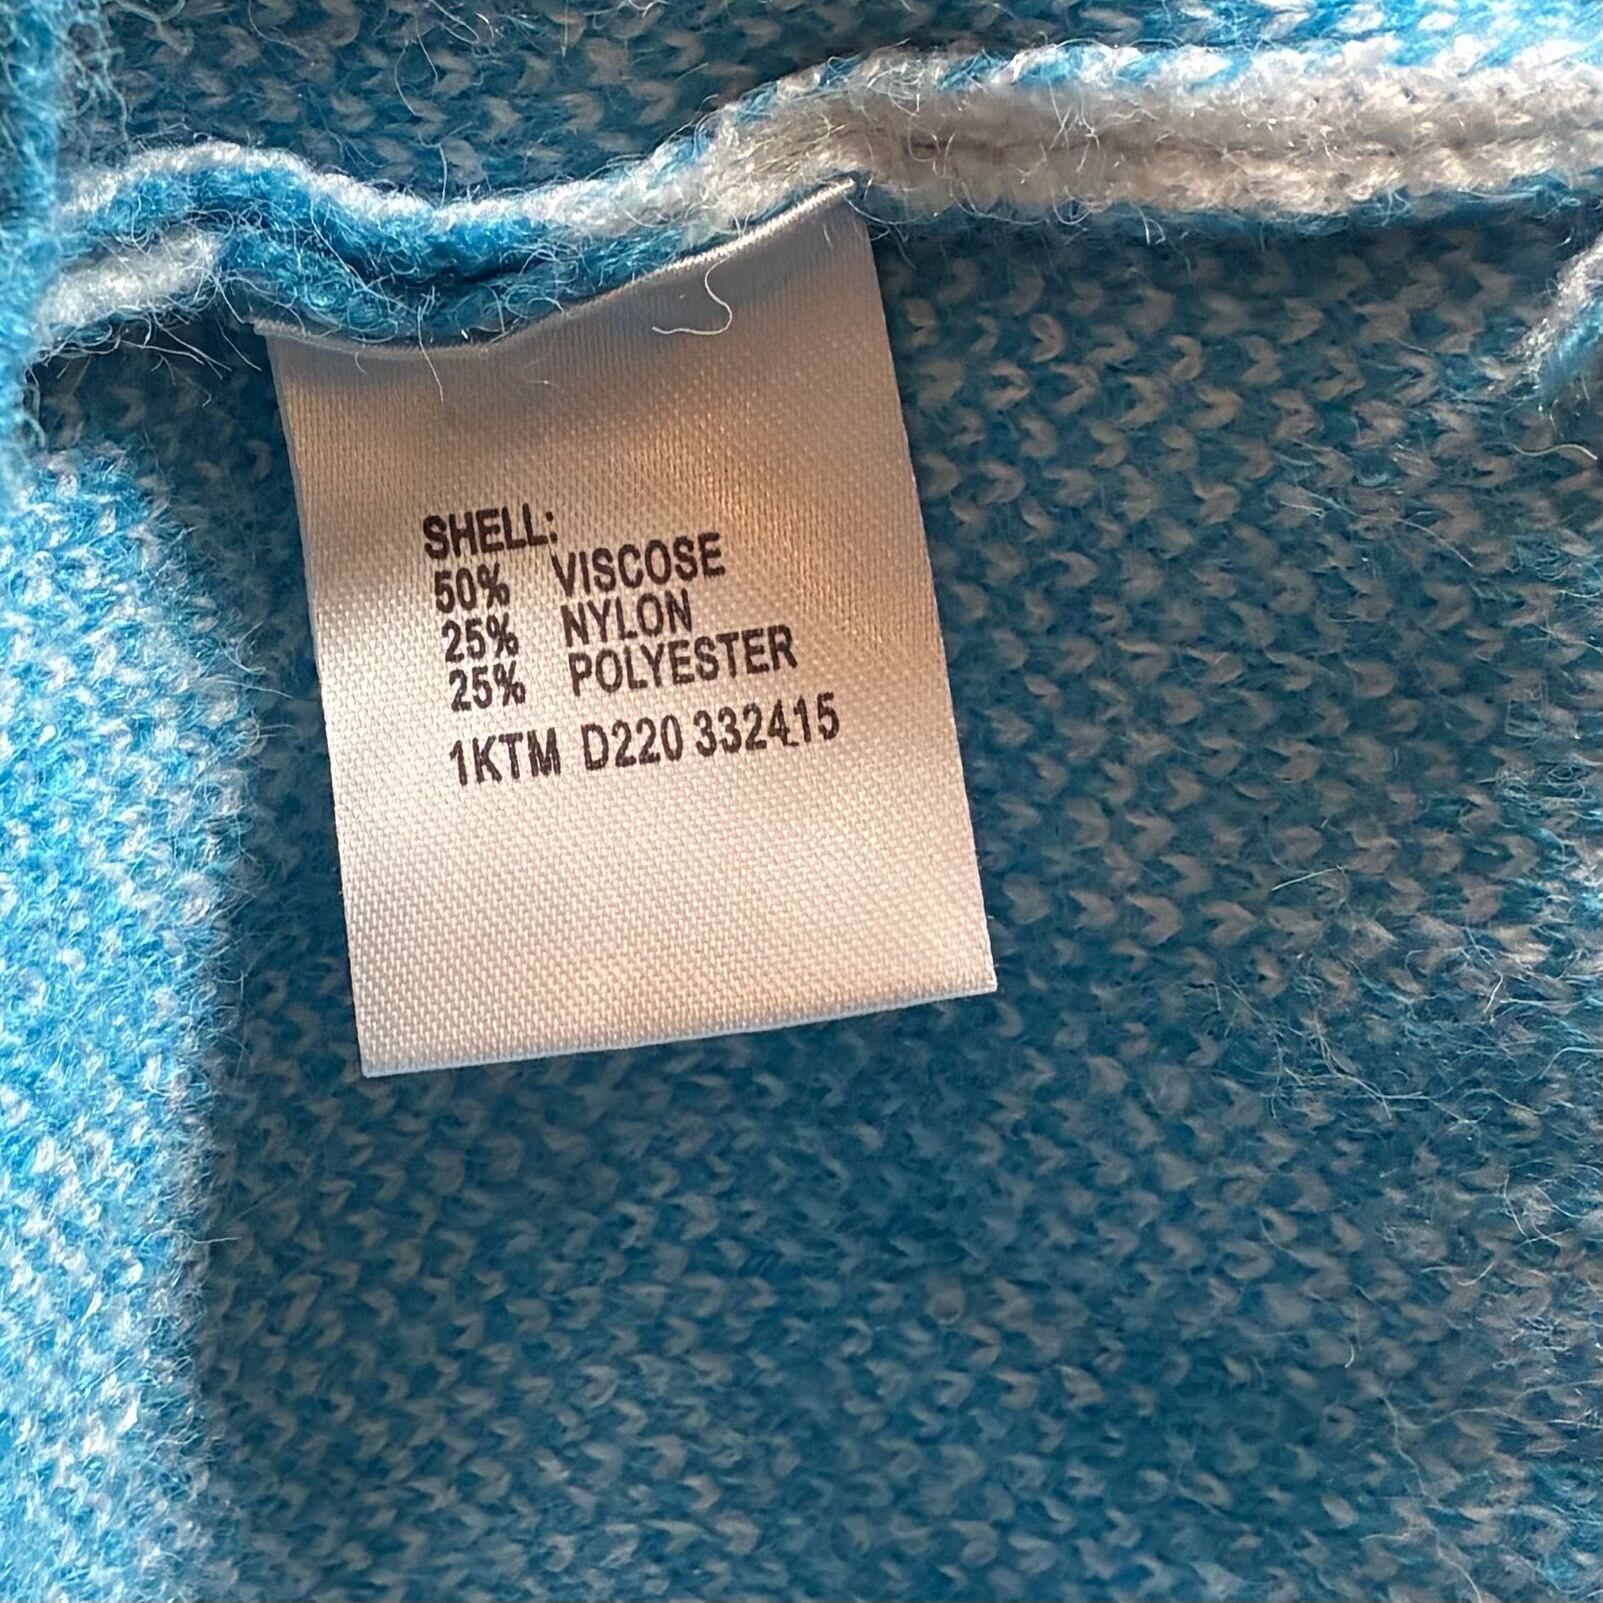 SHELL:
50% VISCOSE
25% NYLON
25% POLYESTER
1KTM D220 332415